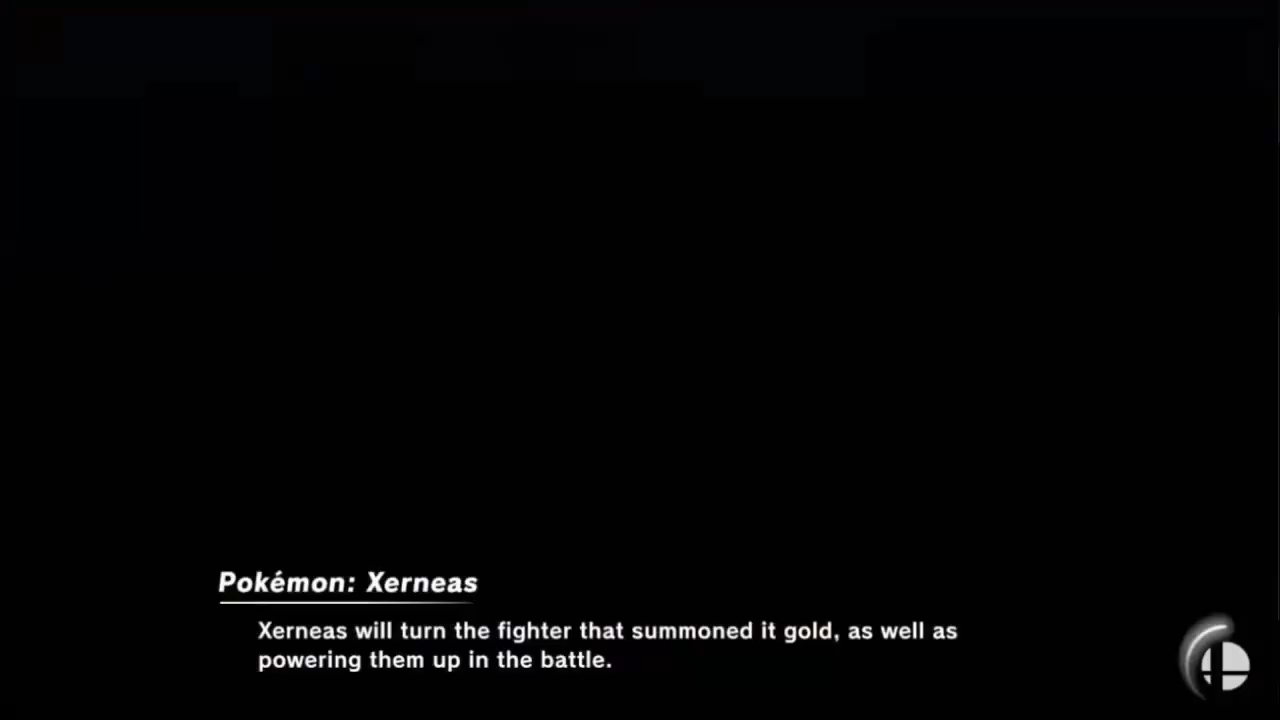 Pokémon: Xerneas
Xerneas will turn the fighter that summoned it gold, as well as
powering them up in the battle.